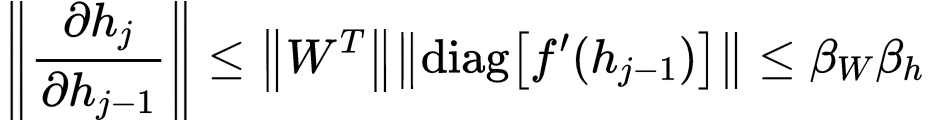 $$\left\| \frac{\partial h_j}{\partial h_{j-1}} \right\| \leq \left\| W^T \right\| \left\| \mathrm{diag}\left[ f'(h_{j-1}) \right] \right\| \leq \beta_W \beta_h$$